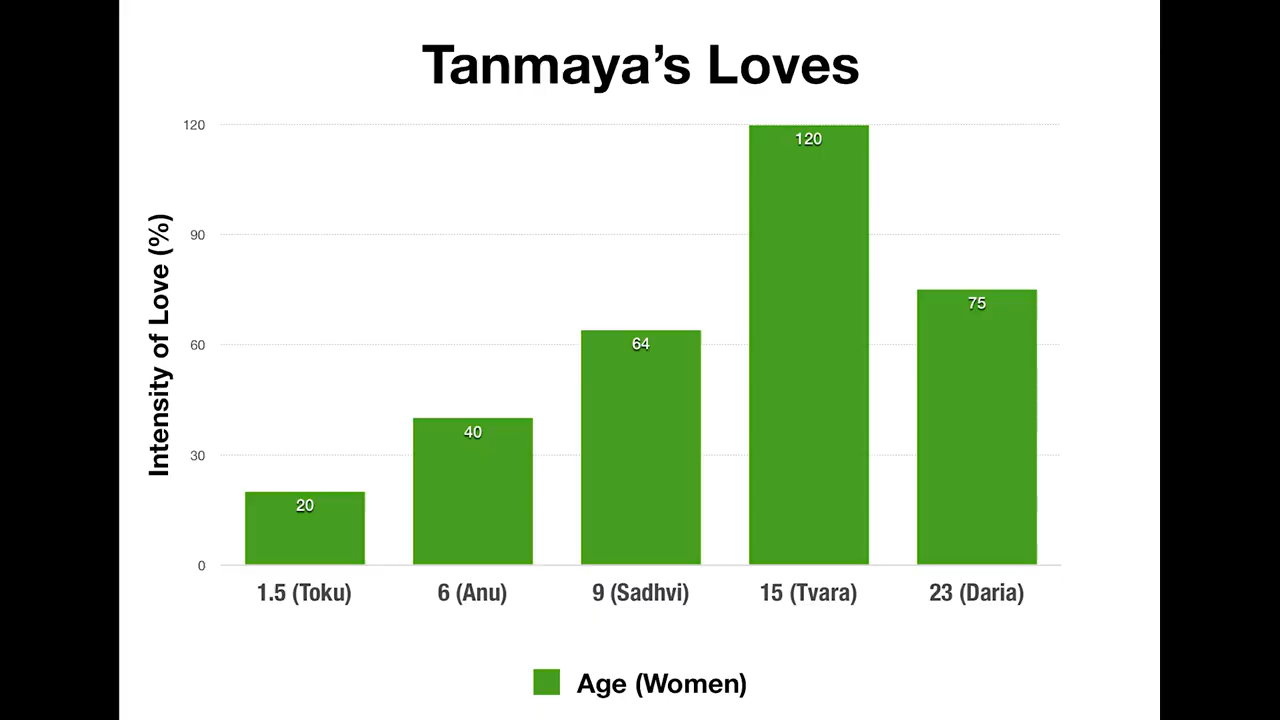 Tanmaya’s Loves
Intensity of Love (%)
120
90
60
30
0
20
40
64
120
75
1.5 (Toku)
6 (Anu)
9 (Sadhvi)
15 (Tvara)
23 (Daria)
Age (Women)